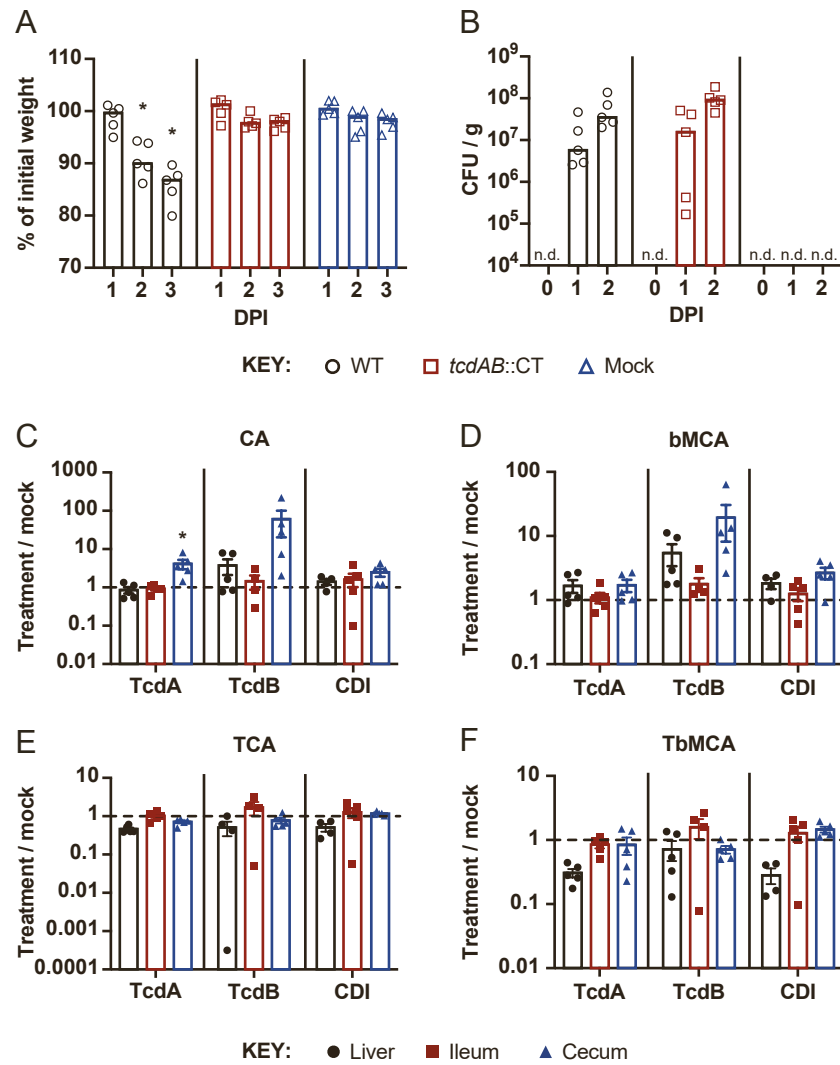 A
% of initial weight
110
100
90
80
70
*
*
1 2 3 1 2 3 1 2 3
DPI
B
CFU / g
10⁹
10⁸
10⁷
10⁶
10⁵
10⁴
n.d. n.d. n.d. n.d. n.d.
0 1 2 0 1 2 0 1 2
DPI
KEY: WT tcdAB::CT Mock
C
CA
Treatment / mock
1000
100
10
1
0.1
0.01
*
TcdA TcdB CDI
D
bMCA
Treatment / mock
100
10
1
0.1
TcdA TcdB CDI
E
TCA
Treatment / mock
10
1
0.1
0.01
0.001
0.0001
TcdA TcdB CDI
F
TbMCA
Treatment / mock
10
1
0.1
0.01
TcdA TcdB CDI
KEY: Liver Ileum Cecum